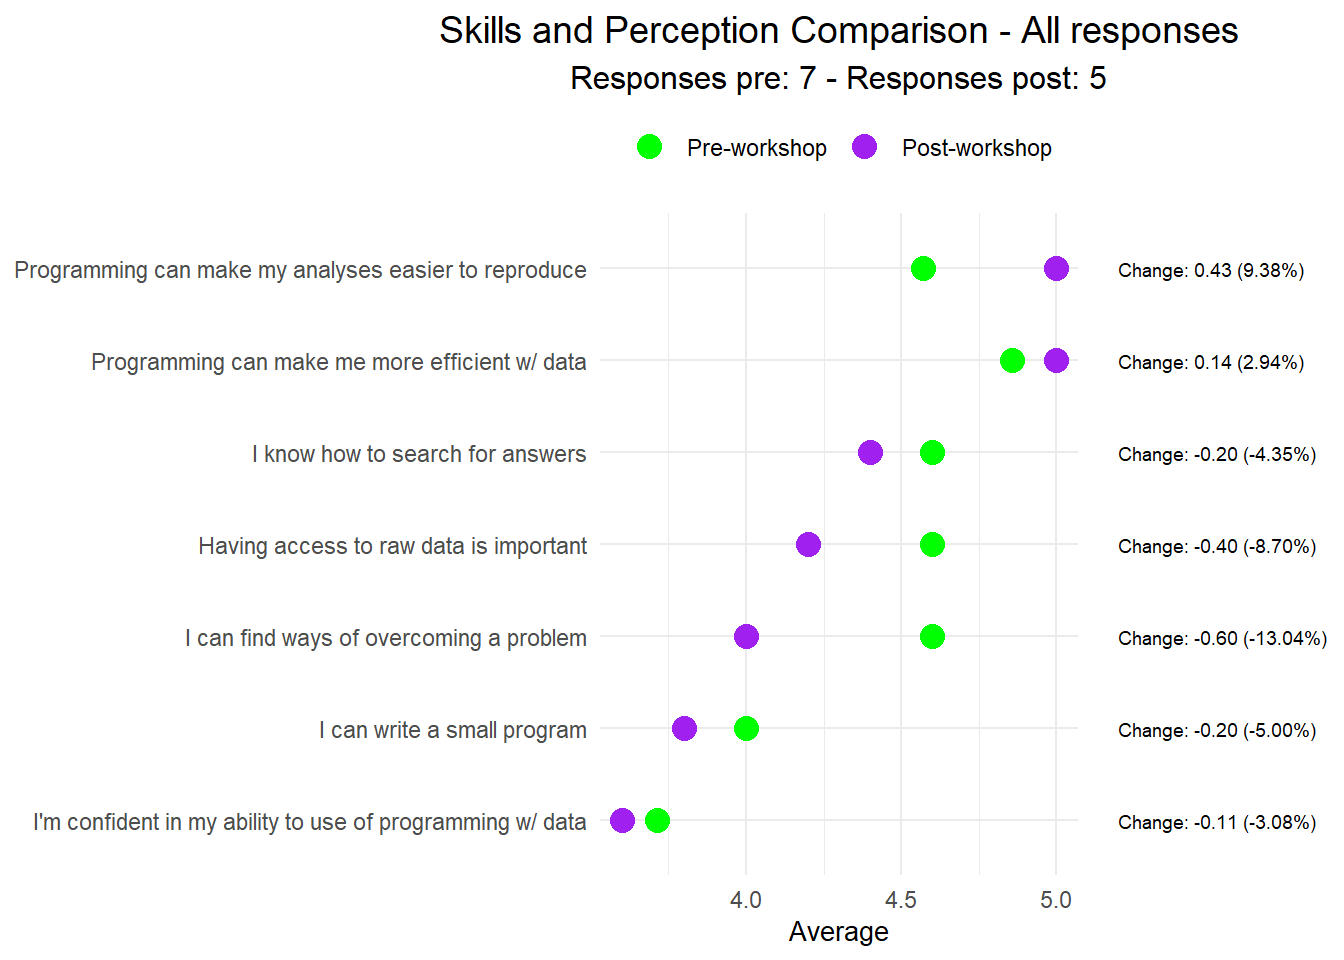 Skills and Perception Comparison - All responses
Responses pre: 7 - Responses post: 5
Pre-workshop Post-workshop
Programming can make my analyses easier to reproduce Change: 0.43 (9.38%)
Programming can make me more efficient w/ data Change: 0.14 (2.94%)
I know how to search for answers Change: -0.20 (-4.35%)
Having access to raw data is important Change: -0.40 (-8.70%)
I can find ways of overcoming a problem Change: -0.60 (-13.04%)
I can write a small program Change: -0.20 (-5.00%)
I'm confident in my ability to use of programming w/ data Change: -0.11 (-3.08%)
4.0 4.5 5.0
Average